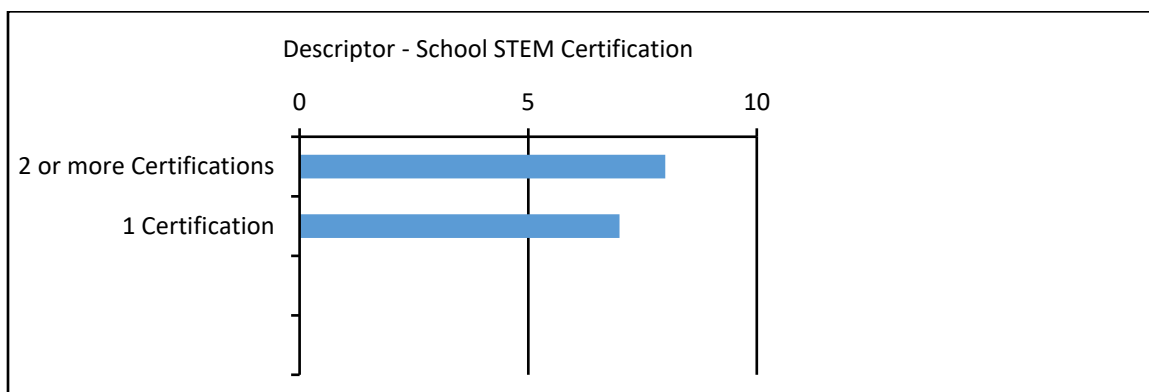 Descriptor - School STEM Certification
0 5 10
2 or more Certifications
1 Certification